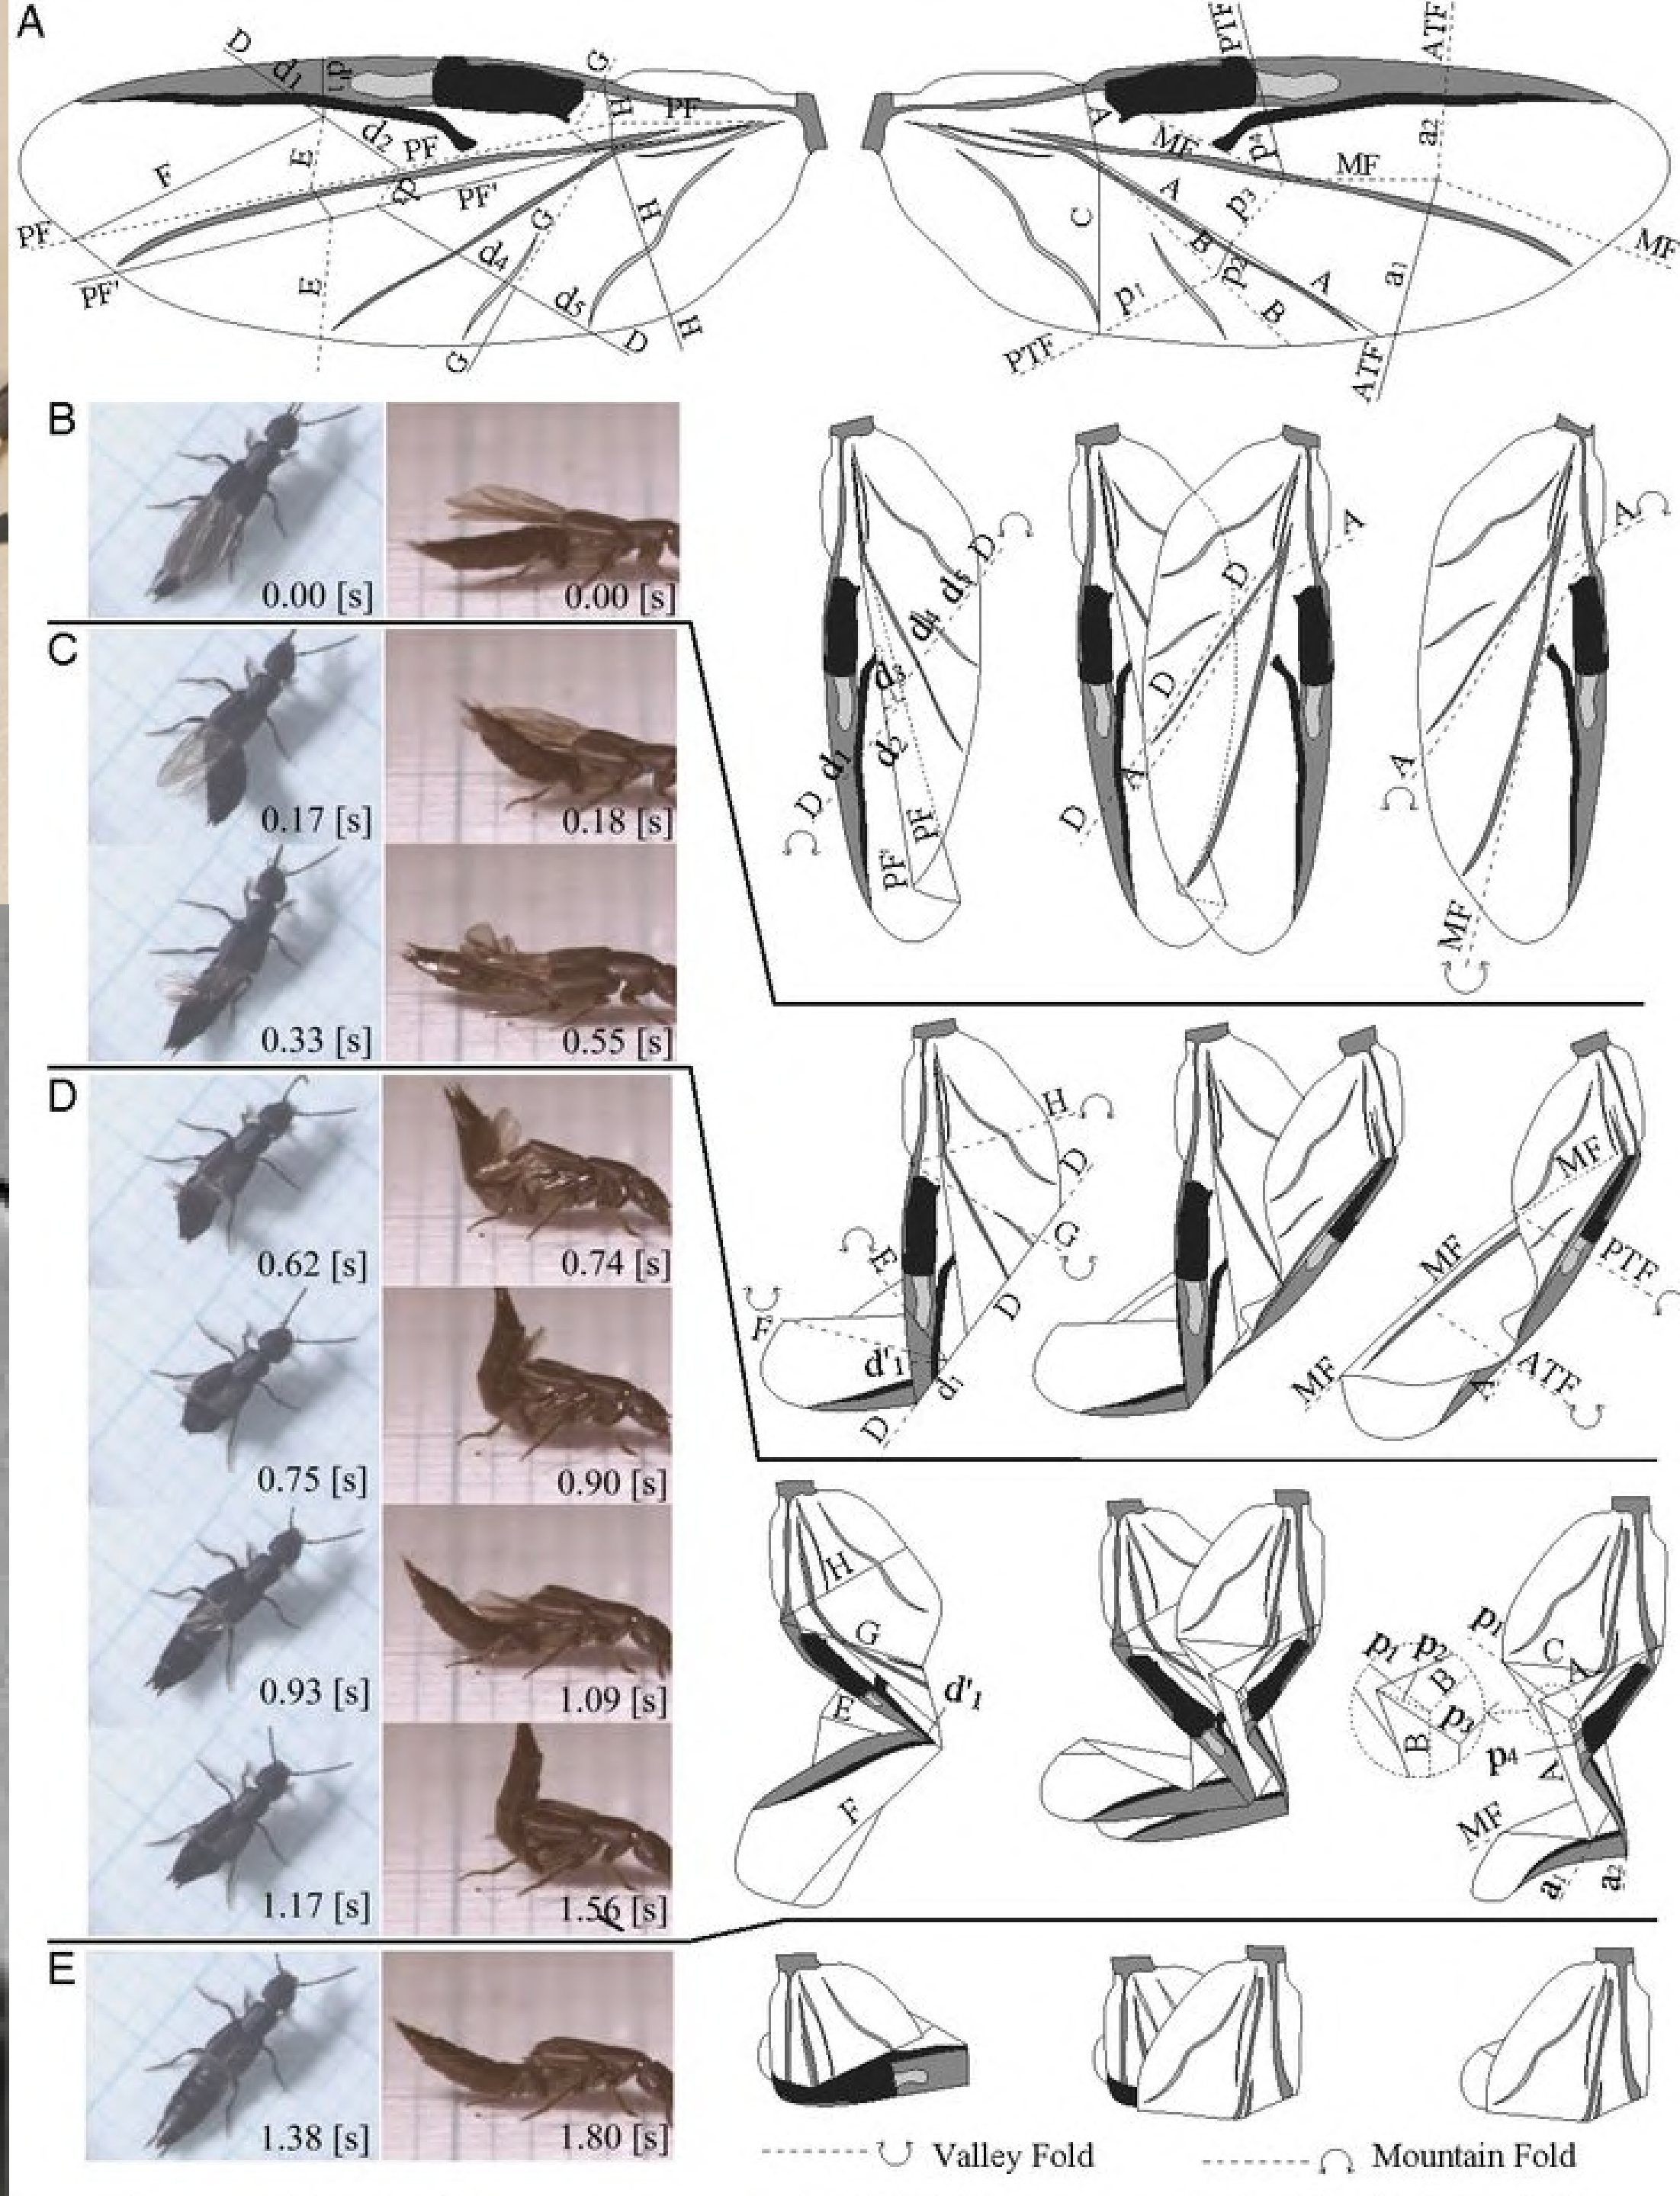 A
D
d1
G
H
PF
d2
PF
E
F
PF'
G
H
PF
d4
PF'
E
d5
D
H
G
PTF
ATF
A
MF
p4
a2
MF
A
p3
C
B
p2
MF
p1
A
a1
B
PTF
ATF
B
0.00 [s]
0.00 [s]
D
d5
d4
d3
d2
d1
D
PF
PF'
A
D
D
A
D
A
A
MF
C
0.17 [s]
0.18 [s]
0.33 [s]
0.55 [s]
H
D
G
E
D
F
d'1
d1
D
MF
MF
PTF
MF
A
ATF
D
0.62 [s]
0.74 [s]
0.75 [s]
0.90 [s]
0.93 [s]
1.09 [s]
1.17 [s]
1.56 [s]
H
G
d'1
E
F
p1
p1
p2
C
A
B
p3
B
p4
A
MF
a1
a2
E
1.38 [s]
1.80 [s]
Valley Fold
Mountain Fold